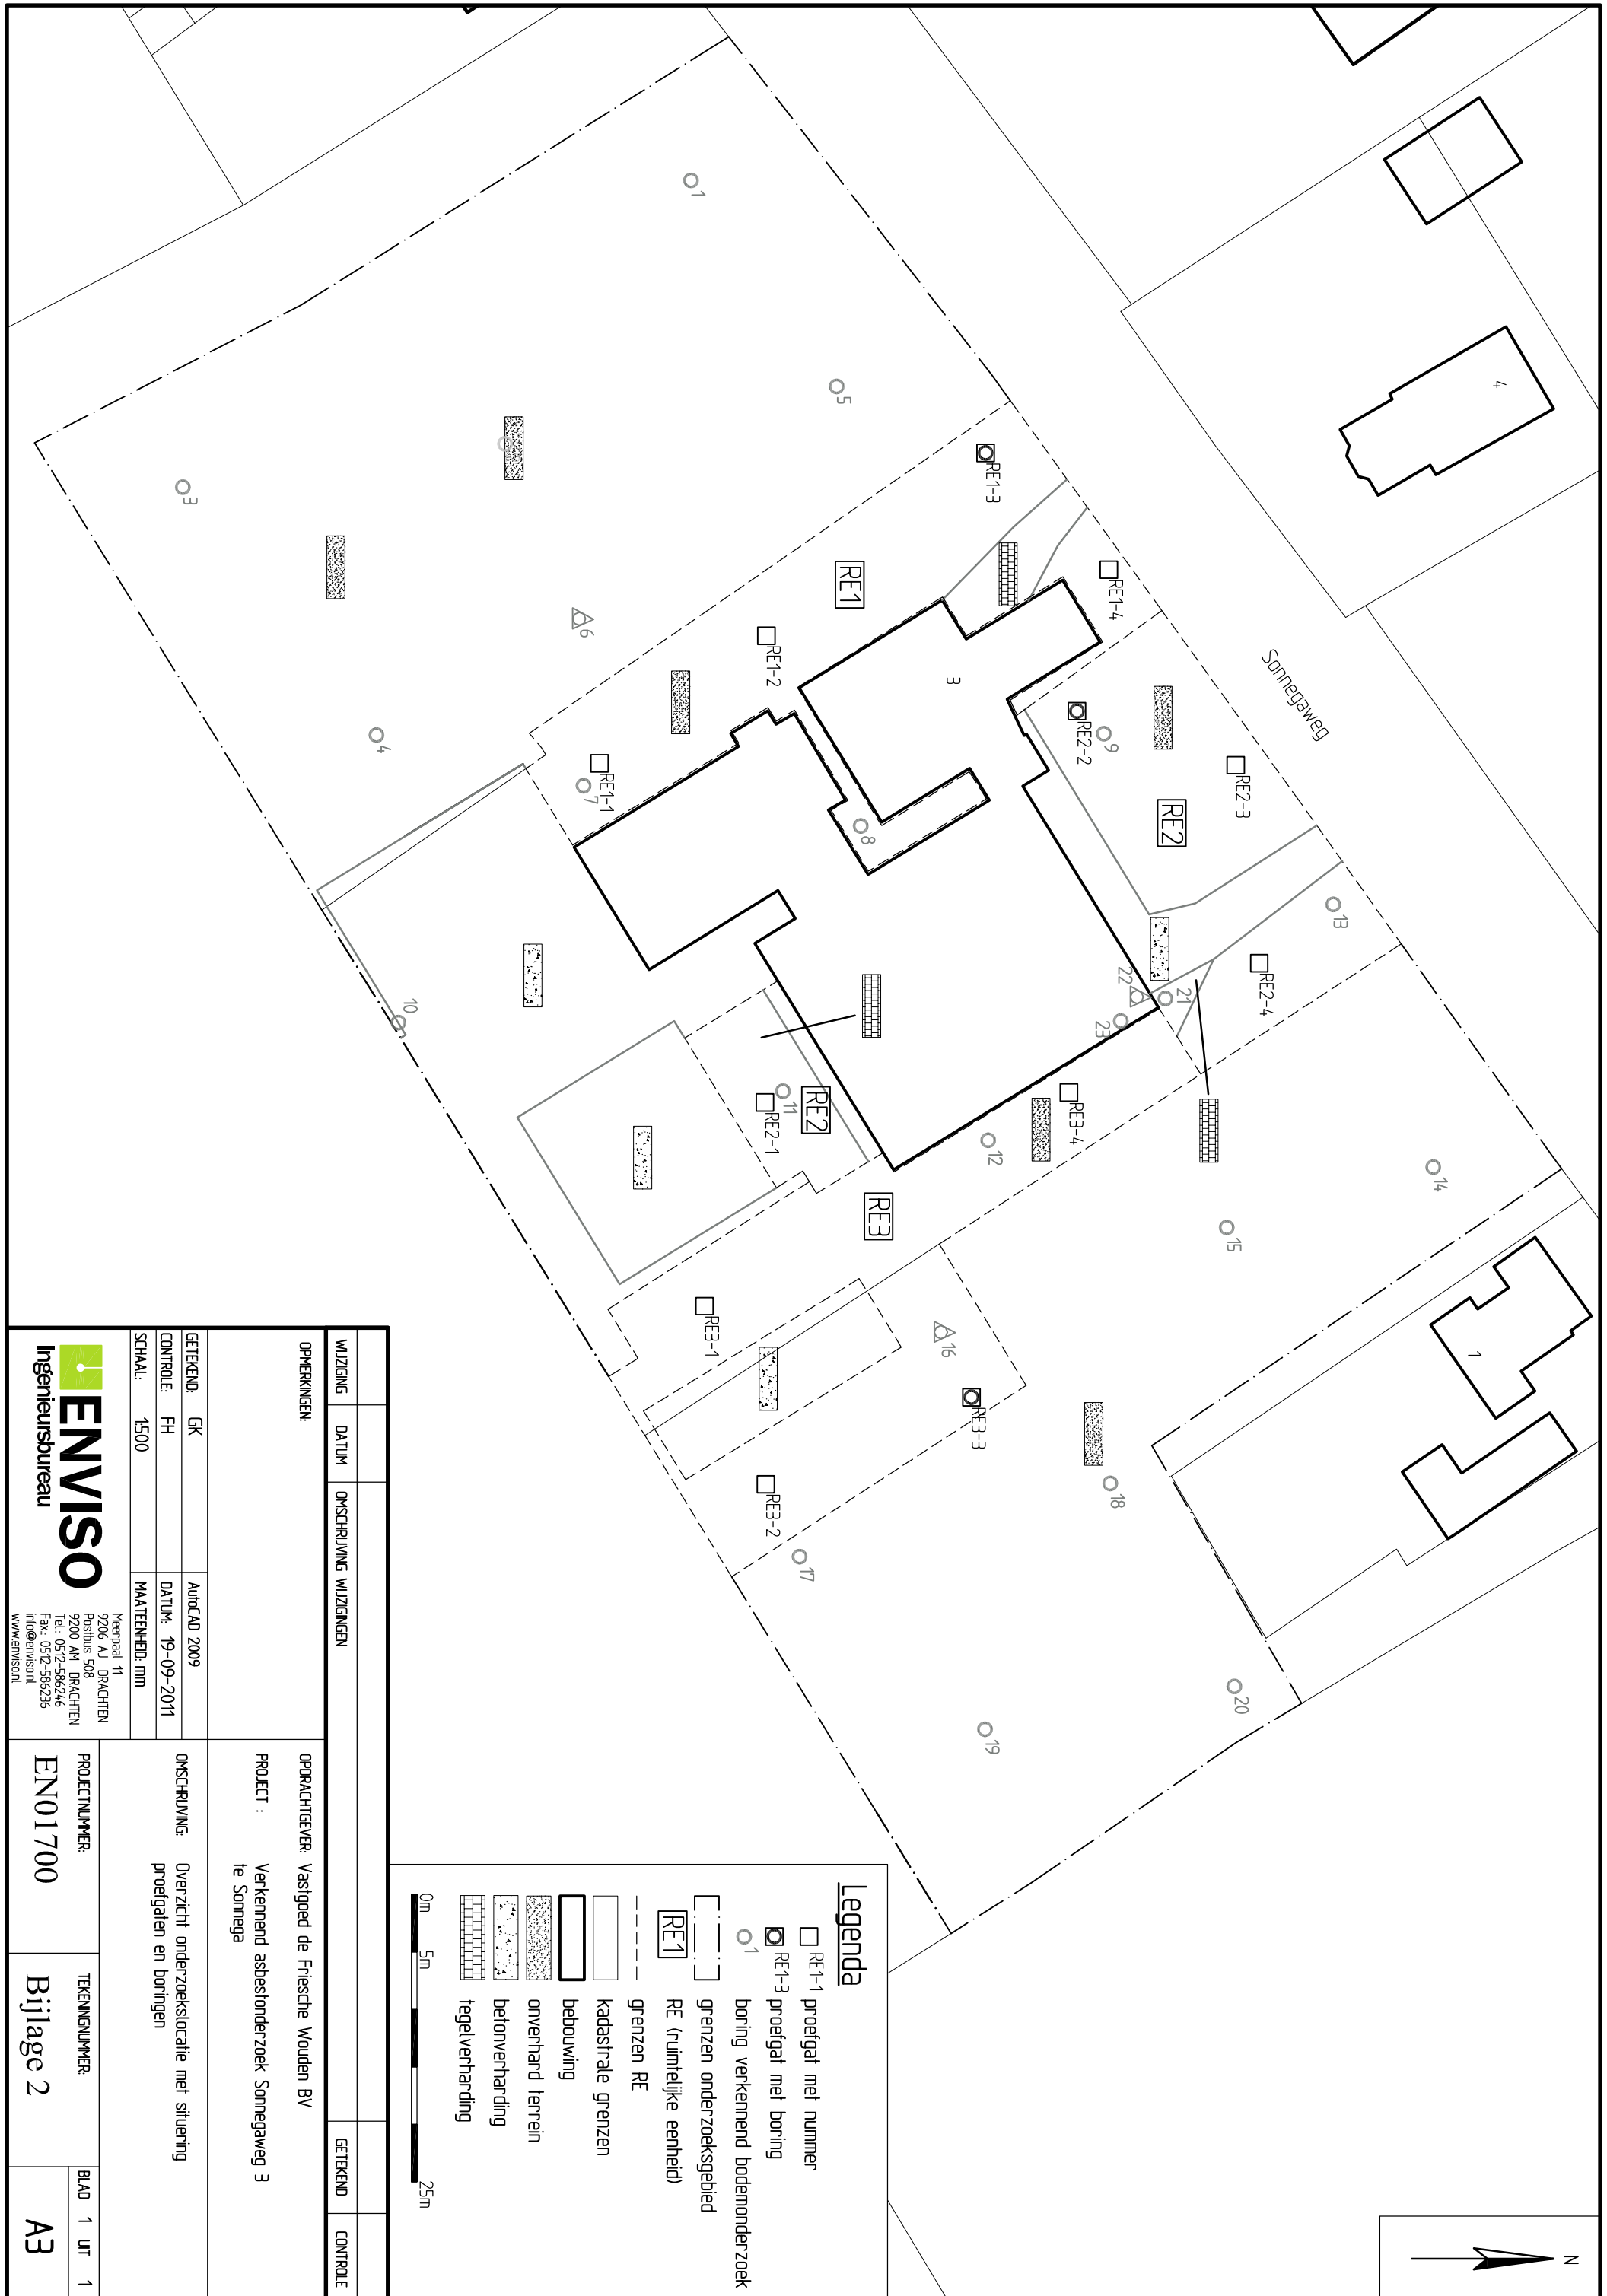 N
4
Sonnegaweg
1
3
RE1
RE2
RE2
RE3
RE1-1
RE1-2
RE1-3
RE1-4
RE2-1
RE2-2
RE2-3
RE2-4
RE3-1
RE3-2
RE3-3
RE3-4
1
3
4
5
6
7
8
9
10
11
12
13
14
15
16
17
18
19
20
21
22
23
Legenda
RE1-1 proefgat met nummer
RE1-3 proefgat met boring
1 boring verkennend bodemonderzoek
grenzen onderzoeksgebied
RE1 RE (ruimtelijke eenheid)
grenzen RE
kadastrale grenzen
bebouwing
onverhard terrein
betonverharding
tegelverharding
0m 5m 25m
WIJZIGING DATUM OMSCHRIJVING WIJZIGINGEN GETEKEND CONTROLE
OPMERKINGEN:
OPDRACHTGEVER: Vastgoed de Friesche Wouden BV
PROJECT : Verkennend asbestonderzoek Sonnegaweg 3
te Sonnega
GETEKEND: GK AutoCAD 2009
CONTROLE: FH DATUM: 19-09-2011
SCHAAL: 1:500 MAATEENHEID: mm
OMSCHRIJVING: Overzicht onderzoekslocatie met situering
proefgaten en boringen
ENVISO
Ingenieursbureau
Meerpaal 11
9206 AJ DRACHTEN
Postbus 508
9200 AM DRACHTEN
Tel.: 0512-586246
Fax.: 0512-586236
info@enviso.nl
www.enviso.nl
PROJECTNUMMER:
EN01700
TEKENINGNUMMER:
Bijlage 2
BLAD 1 UIT 1
A3